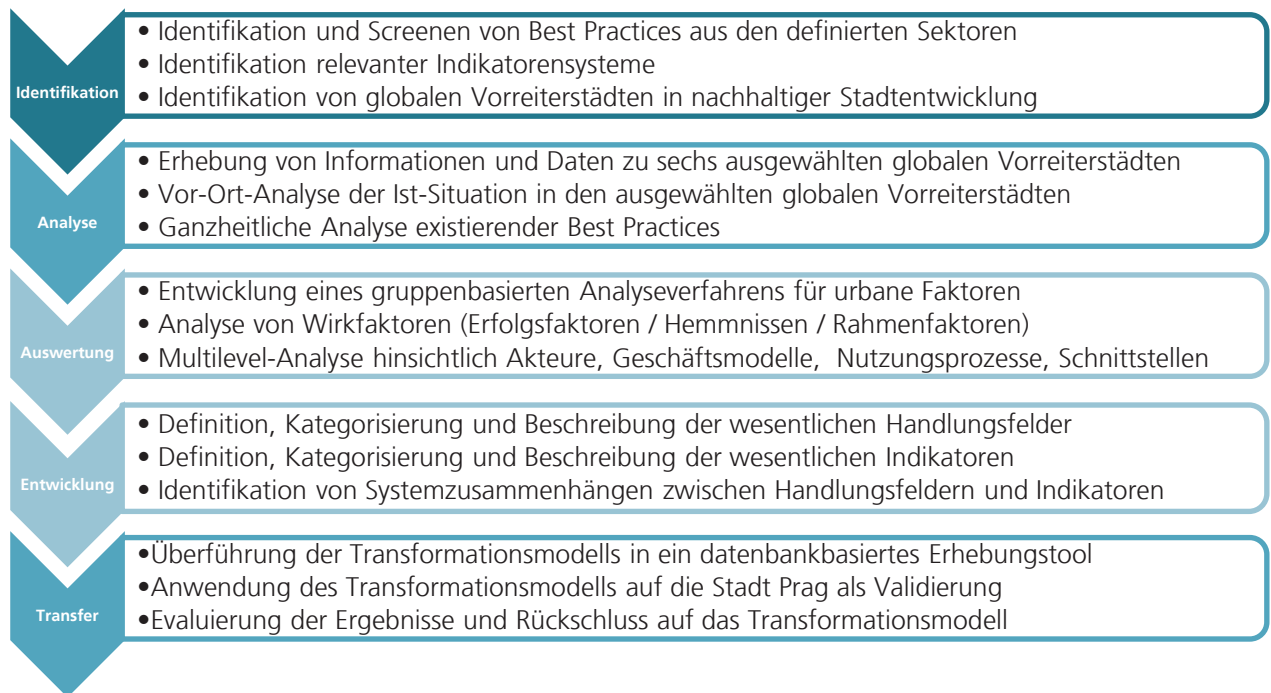 Identifikation
• Identifikation und Screenen von Best Practices aus den definierten Sektoren
• Identifikation relevanter Indikatorensysteme
• Identifikation von globalen Vorreiterstädten in nachhaltiger Stadtentwicklung
Analyse
• Erhebung von Informationen und Daten zu sechs ausgewählten globalen Vorreiterstädten
• Vor-Ort-Analyse der Ist-Situation in den ausgewählten globalen Vorreiterstädten
• Ganzheitliche Analyse existierender Best Practices
Auswertung
• Entwicklung eines gruppenbasierten Analyseverfahrens für urbane Faktoren
• Analyse von Wirkfaktoren (Erfolgsfaktoren / Hemmnissen / Rahmenfaktoren)
• Multilevel-Analyse hinsichtlich Akteure, Geschäftsmodelle, Nutzungsprozesse, Schnittstellen
Entwicklung
• Definition, Kategorisierung und Beschreibung der wesentlichen Handlungsfelder
• Definition, Kategorisierung und Beschreibung der wesentlichen Indikatoren
• Identifikation von Systemzusammenhängen zwischen Handlungsfeldern und Indikatoren
Transfer
•Überführung der Transformationsmodells in ein datenbankbasiertes Erhebungstool
•Anwendung des Transformationsmodells auf die Stadt Prag als Validierung
•Evaluierung der Ergebnisse und Rückschluss auf das Transformationsmodell